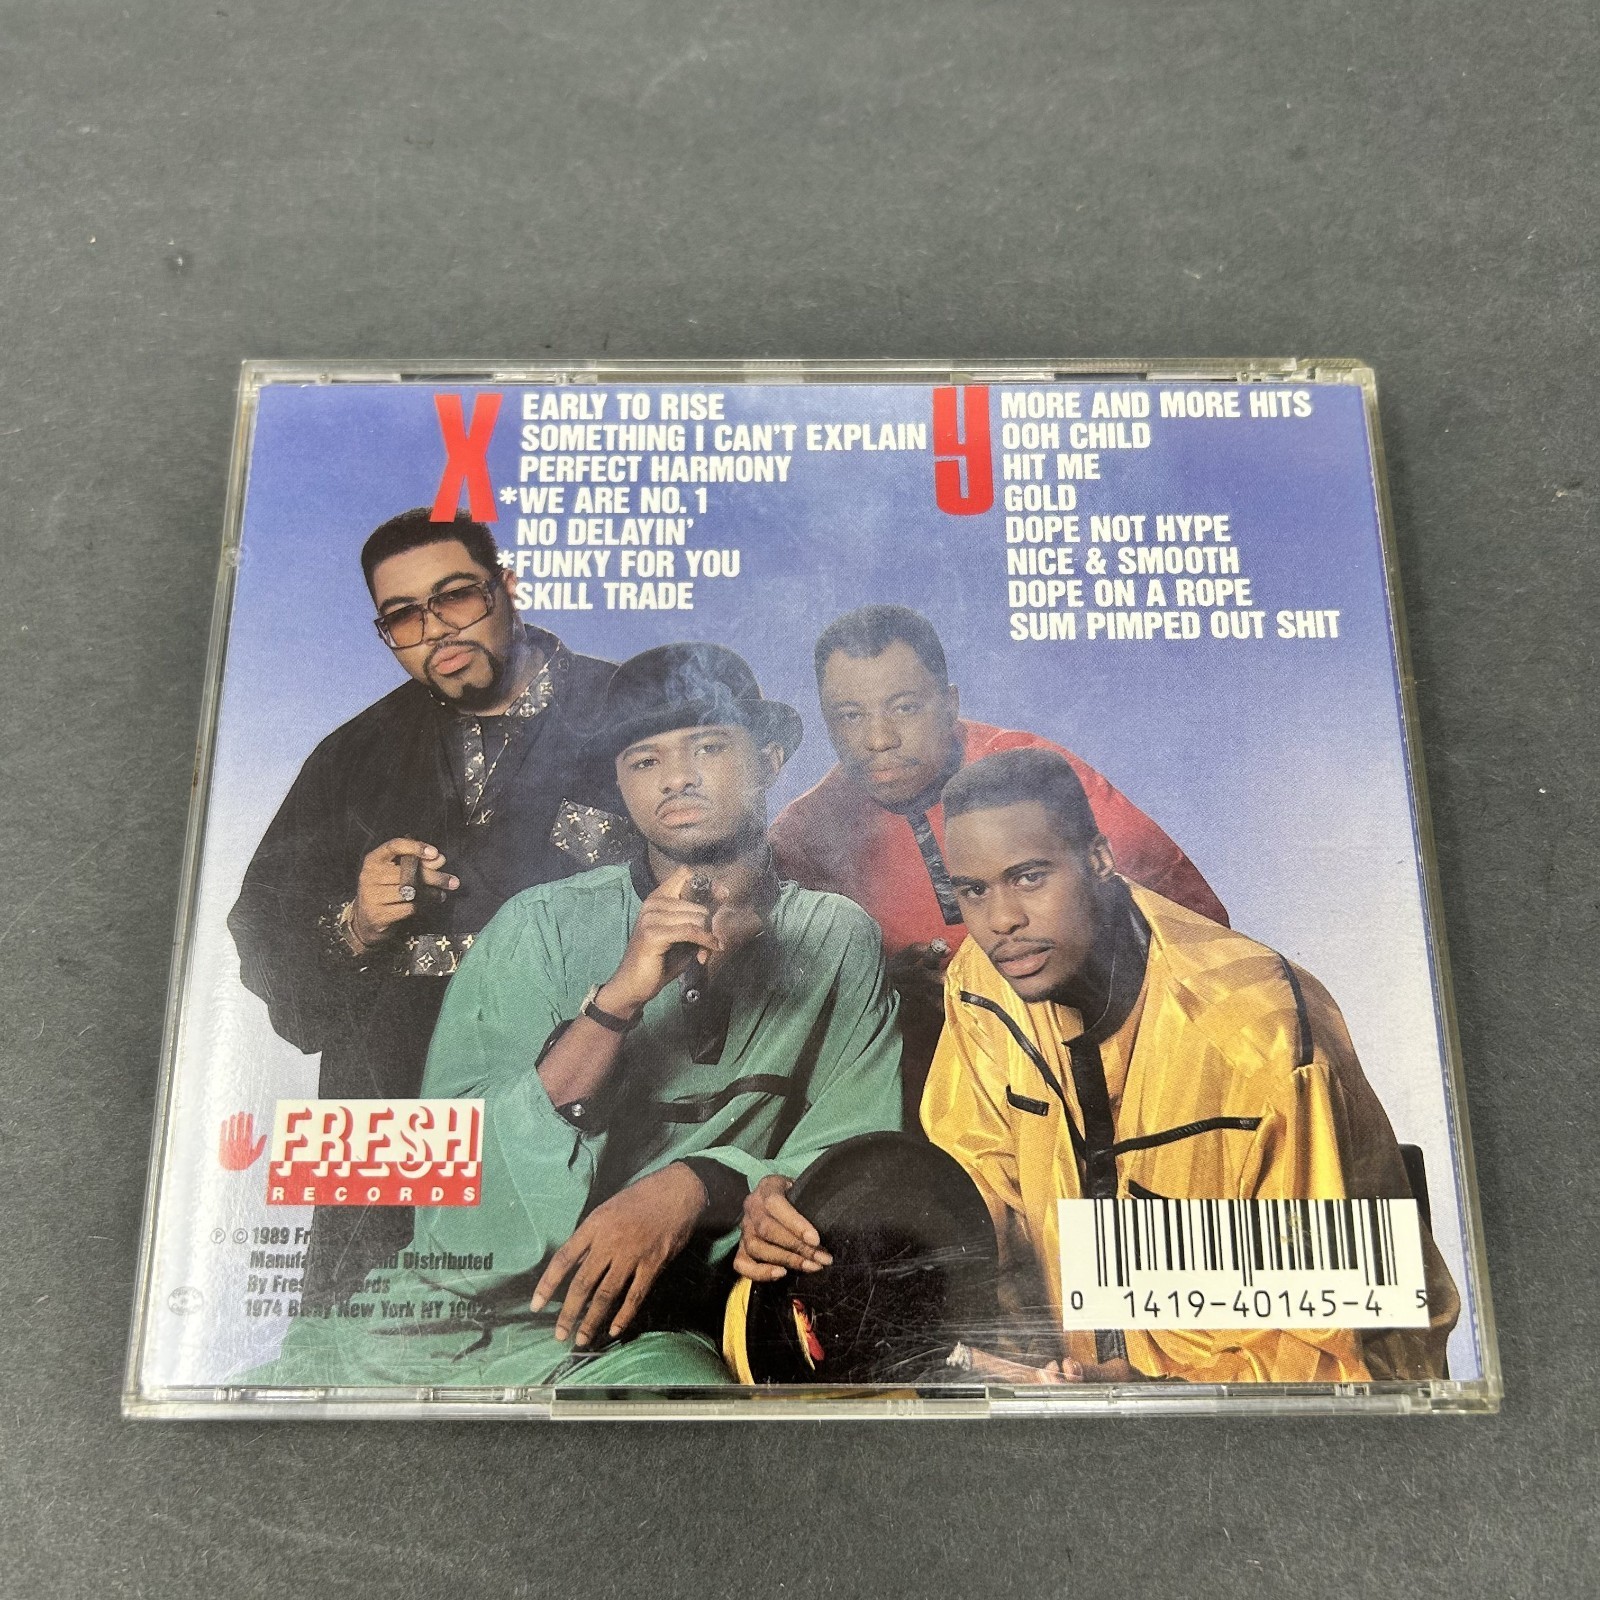 X
EARLY TO RISE
SOMETHING I CAN'T EXPLAIN
PERFECT HARMONY
*WE ARE NO. 1
NO DELAYIN'
*FUNKY FOR YOU
SKILL TRADE
Y
MORE AND MORE HITS
OOH CHILD
HIT ME
GOLD
DOPE NOT HYPE
NICE & SMOOTH
DOPE ON A ROPE
SUM PIMPED OUT SHIT
FRESH
RECORDS
℗ © 1989
and Distributed
By
1974 New York NY
0 1419-40145-4 5